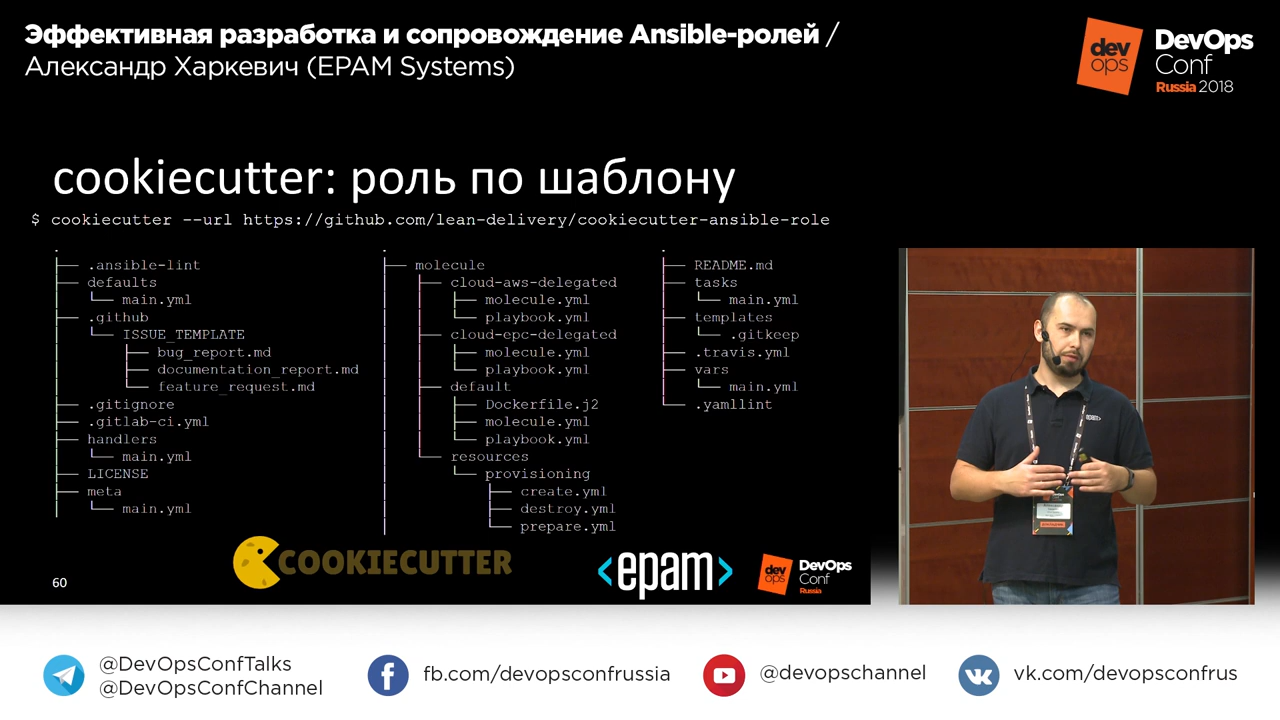 Эффективная разработка и сопровождение Ansible-ролей /
Александр Харкевич (EPAM Systems)
dev
ops
DevOps
Conf
Russia 2018
cookiecutter: роль по шаблону
$ cookiecutter --url https://github.com/lean-delivery/cookiecutter-ansible-role
.
├── .ansible-lint
├── defaults
│   └── main.yml
├── .github
│   └── ISSUE_TEMPLATE
│       ├── bug_report.md
│       ├── documentation_report.md
│       └── feature_request.md
├── .gitignore
├── .gitlab-ci.yml
├── handlers
│   └── main.yml
├── LICENSE
├── meta
│   └── main.yml
.
├── molecule
│   ├── cloud-aws-delegated
│   │   ├── molecule.yml
│   │   └── playbook.yml
│   ├── cloud-epc-delegated
│   │   ├── molecule.yml
│   │   └── playbook.yml
│   ├── default
│   │   ├── Dockerfile.j2
│   │   ├── molecule.yml
│   │   └── playbook.yml
│   └── resources
│       └── provisioning
│           ├── create.yml
│           ├── destroy.yml
│           └── prepare.yml
.
├── README.md
├── tasks
│   └── main.yml
├── templates
│   └── .gitkeep
├── .travis.yml
├── vars
│   └── main.yml
└── .yamllint
60
COOKIECUTTER
<epam>
dev
ops
DevOps
Conf
Russia
@DevOpsConfTalks
@DevOpsConfChannel
fb.com/devopsconfrussia
@devopschannel
vk.com/devopsconfrus